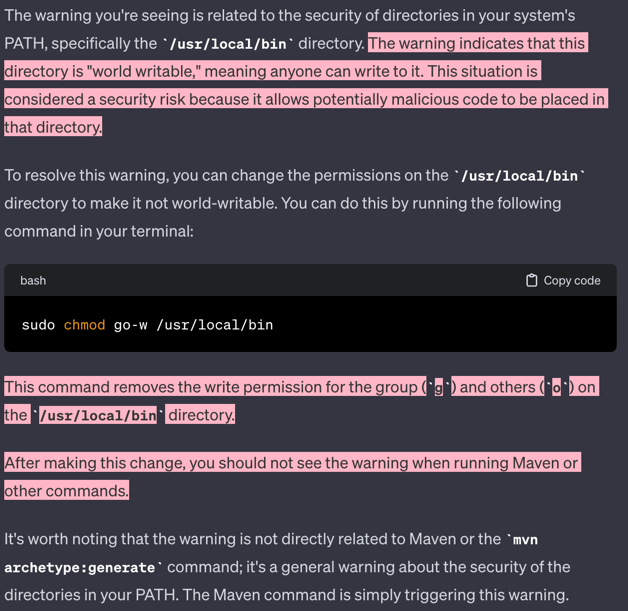 The warning you're seeing is related to the security of directories in your system's
PATH, specifically the `/usr/local/bin` directory. The warning indicates that this
directory is "world writable," meaning anyone can write to it. This situation is
considered a security risk because it allows potentially malicious code to be placed in
that directory.
To resolve this warning, you can change the permissions on the `/usr/local/bin`
directory to make it not world-writable. You can do this by running the following
command in your terminal:
bash Copy code
sudo chmod go-w /usr/local/bin
This command removes the write permission for the group (`g`) and others (`o`) on
the `/usr/local/bin` directory.
After making this change, you should not see the warning when running Maven or
other commands.
It's worth noting that the warning is not directly related to Maven or the `mvn
archetype:generate` command; it's a general warning about the security of the
directories in your PATH. The Maven command is simply triggering this warning.